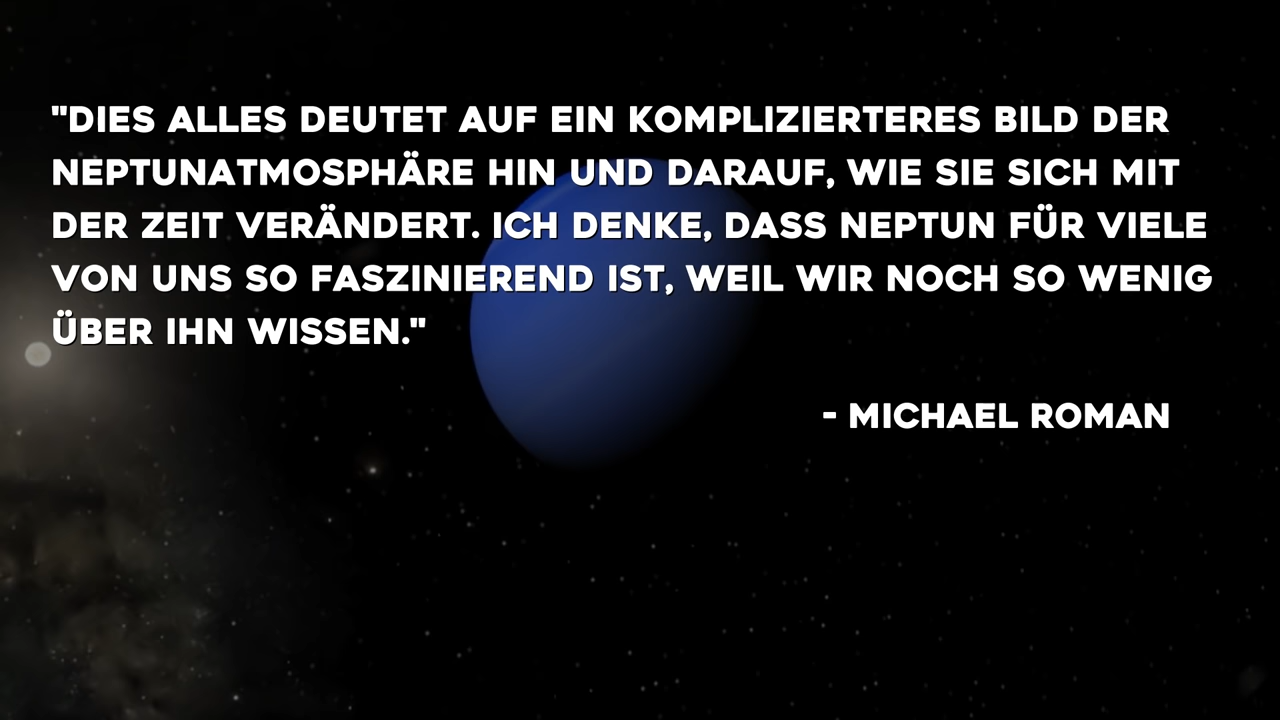 "DIES ALLES DEUTET AUF EIN KOMPLIZIERTERES BILD DER
NEPTUNATMOSPHÄRE HIN UND DARAUF, WIE SIE SICH MIT
DER ZEIT VERÄNDERT. ICH DENKE, DASS NEPTUN FÜR VIELE
VON UNS SO FASZINIEREND IST, WEIL WIR NOCH SO WENIG
ÜBER IHN WISSEN."
- MICHAEL ROMAN